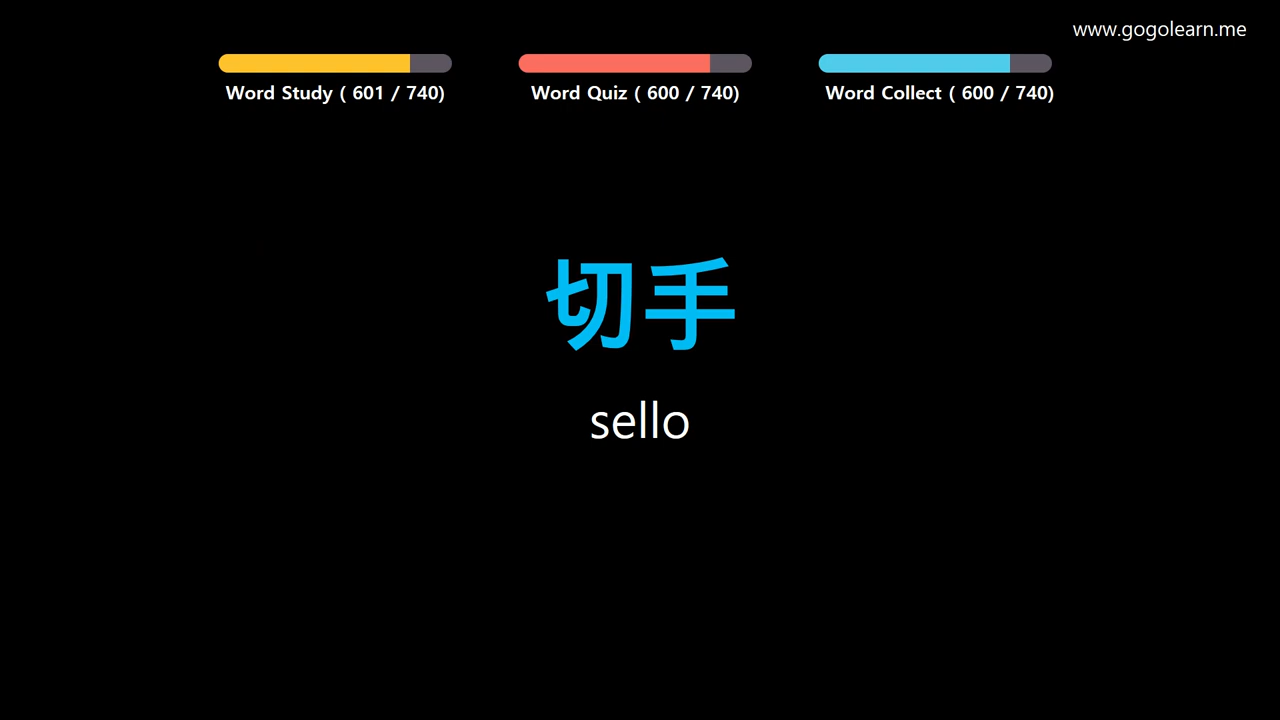 www.gogolearn.me
Word Study ( 601 / 740)
Word Quiz ( 600 / 740)
Word Collect ( 600 / 740)
切手
sello